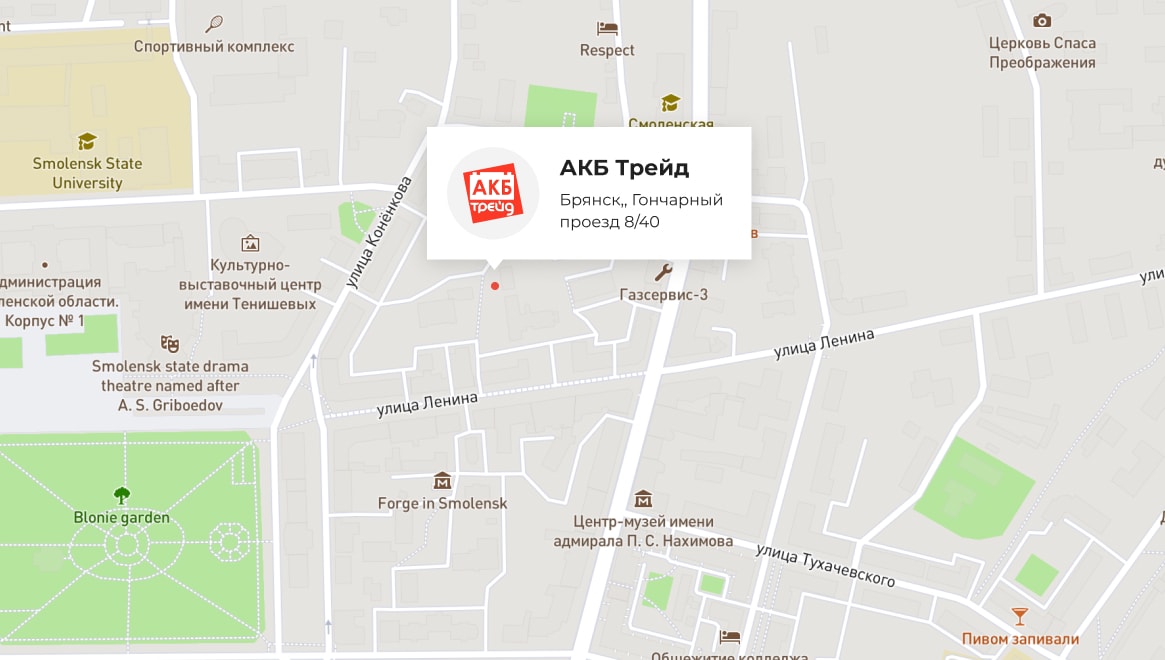 nt
Спортивный комплекс
Respect
Церковь Спаса
Преображения
Смоленская
Smolensk State
University
АКБ
трейд
АКБ Трейд
Брянск,, Гончарный
проезд 8/40
в
ду
улица Конёнкова
Культурно-
выставочный центр
имени Тенишевых
дминистрация
ленской области.
Корпус № 1
Газсервис-3
ули
улица Ленина
Smolensk state drama
theatre named after
A. S. Griboedov
улица Ленина
Blonie garden
Forge in Smolensk
Центр-музей имени
адмирала П. С. Нахимова
улица Тухачевского
Пивом запивали
Общежитие колледжа